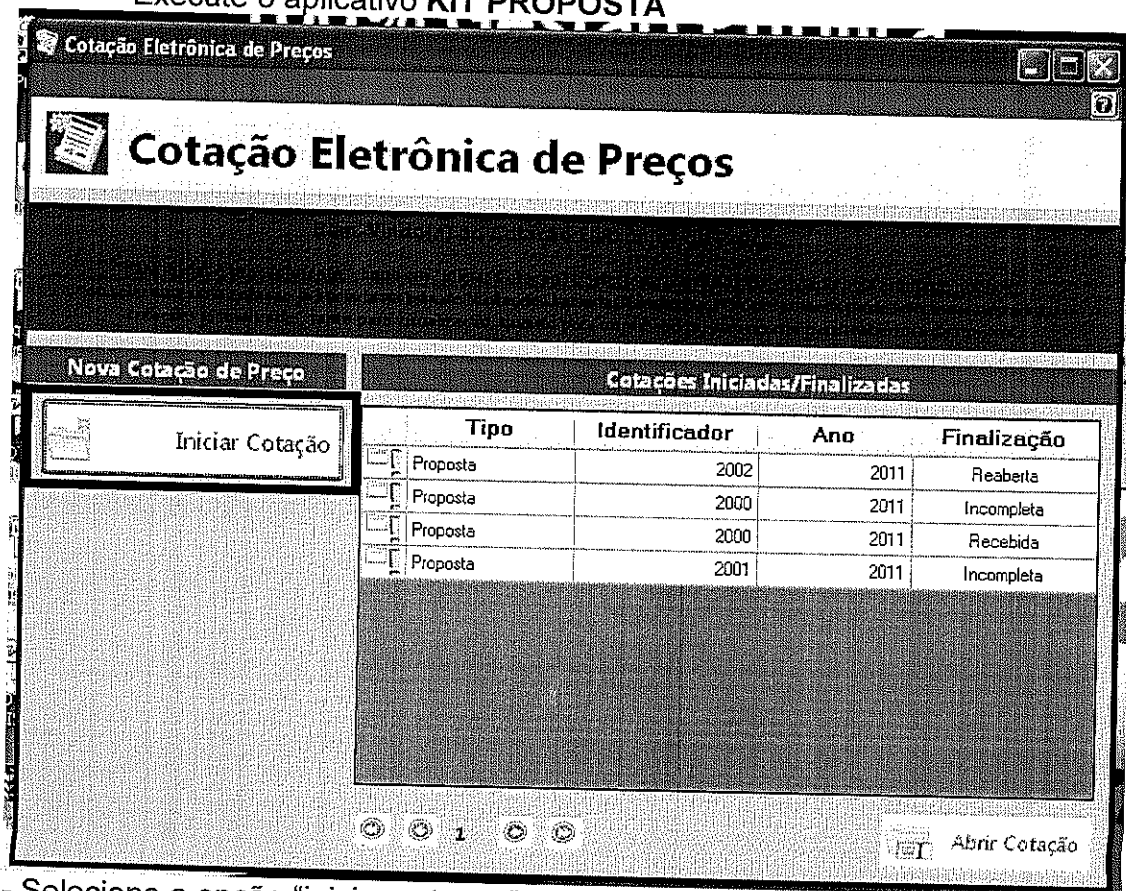 Execute o aplicativo KIT PROPOSTA
Cotação Eletrônica de Preços
Cotação Eletrônica de Preços
Nova Cotação de Preço
Cotações Iniciadas/Finalizadas
Iniciar Cotação
Tipo Identificador Ano Finalização
Proposta 2002 2011 Reaberta
Proposta 2000 2011 Incompleta
Proposta 2000 2011 Recebida
Proposta 2001 2011 Incompleta
1
Abrir Cotação
- Selecione a opção